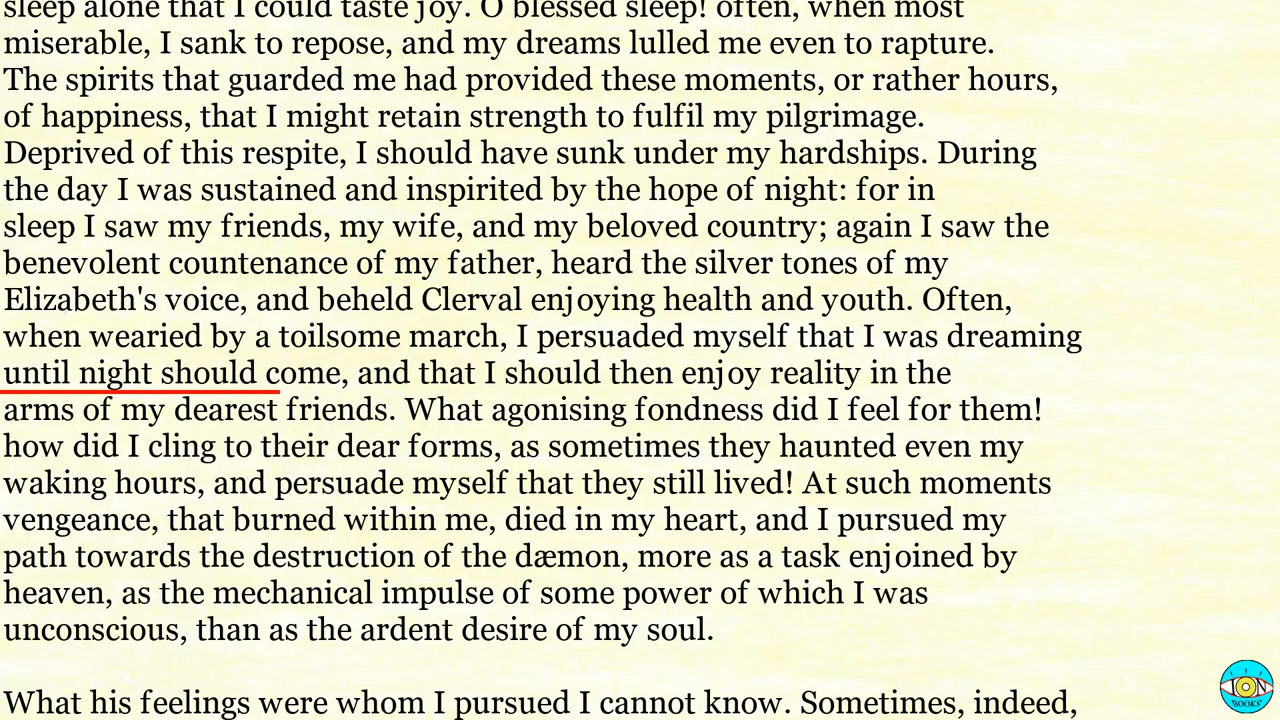 sleep alone that I could taste joy. O blessed sleep! often, when most
miserable, I sank to repose, and my dreams lulled me even to rapture.
The spirits that guarded me had provided these moments, or rather hours,
of happiness, that I might retain strength to fulfil my pilgrimage.
Deprived of this respite, I should have sunk under my hardships. During
the day I was sustained and inspirited by the hope of night: for in
sleep I saw my friends, my wife, and my beloved country; again I saw the
benevolent countenance of my father, heard the silver tones of my
Elizabeth's voice, and beheld Clerval enjoying health and youth. Often,
when wearied by a toilsome march, I persuaded myself that I was dreaming
until night should come, and that I should then enjoy reality in the
arms of my dearest friends. What agonising fondness did I feel for them!
how did I cling to their dear forms, as sometimes they haunted even my
waking hours, and persuade myself that they still lived! At such moments
vengeance, that burned within me, died in my heart, and I pursued my
path towards the destruction of the dæmon, more as a task enjoined by
heaven, as the mechanical impulse of some power of which I was
unconscious, than as the ardent desire of my soul.
What his feelings were whom I pursued I cannot know. Sometimes, indeed,
ION
BOOKS